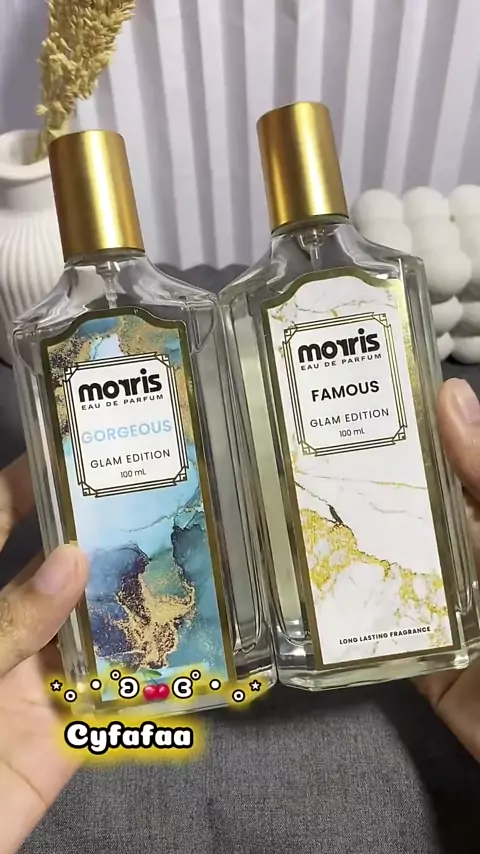 morris
EAU DE PARFUM
GORGEOUS
GLAM EDITION
100 mL
morris
EAU DE PARFUM
FAMOUS
GLAM EDITION
100 mL
LONG LASTING FRAGRANCE
Cyfafaa